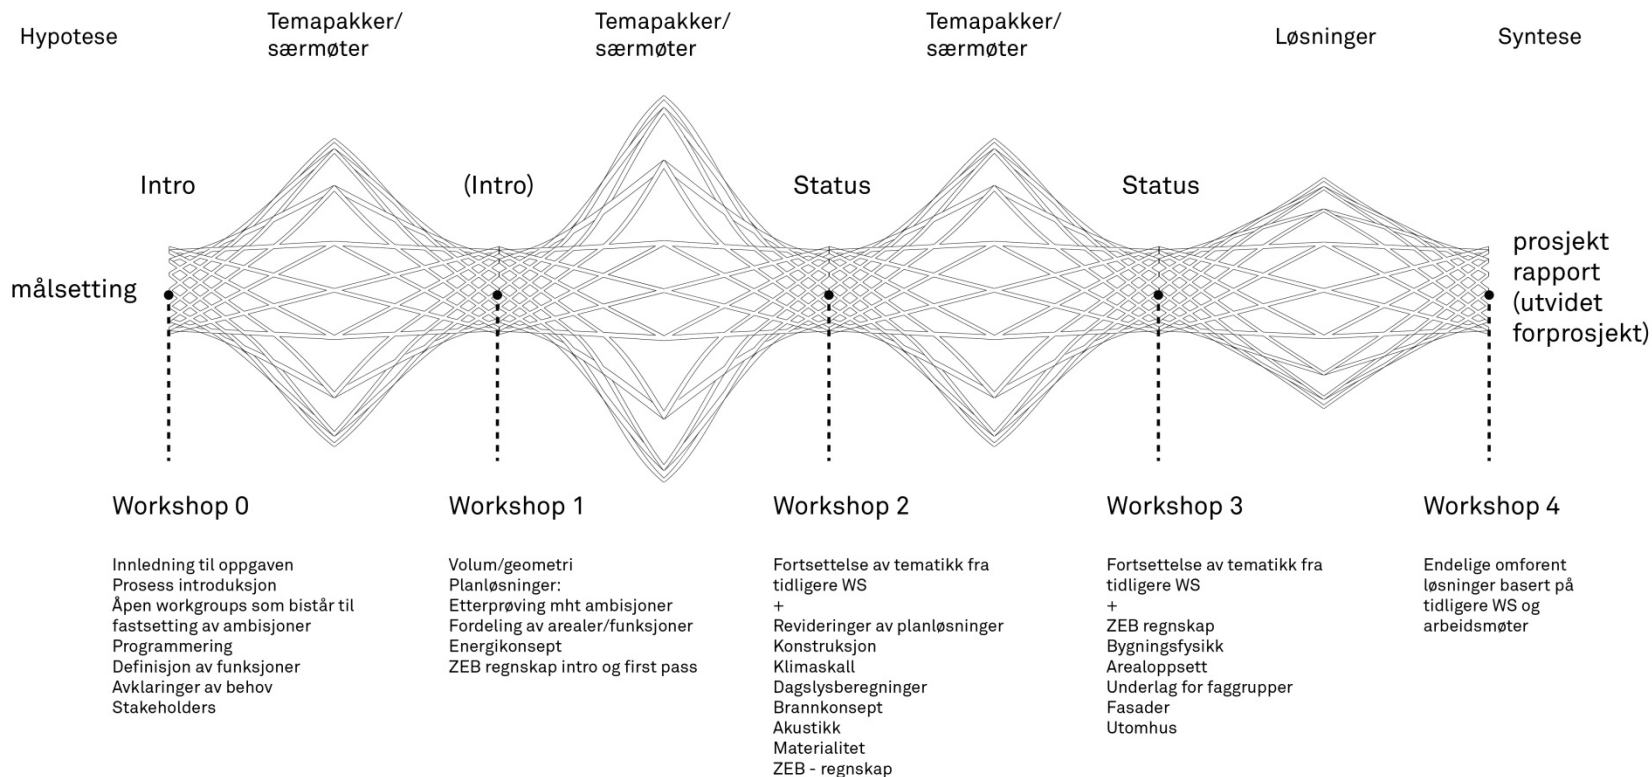 Hypotese
Temapakker/
særmøter
Temapakker/
særmøter
Temapakker/
særmøter
Løsninger
Syntese
Intro
(Intro)
Status
Status
målsetting
prosjekt
rapport
(utvidet
forprosjekt)
Workshop 0
Innledning til oppgaven
Prosess introduksjon
Åpen workgroups som bistår til
fastsetting av ambisjoner
Programmering
Definisjon av funksjoner
Avklaringer av behov
Stakeholders
Workshop 1
Volum/geometri
Planløsninger:
Etterprøving mht ambisjoner
Fordeling av arealer/funksjoner
Energikonsept
ZEB regnskap intro og first pass
Workshop 2
Fortsettelse av tematikk fra
tidligere WS
+
Revideringer av planløsninger
Konstruksjon
Klimaskall
Dagslysberegninger
Brannkonsept
Akustikk
Materialitet
ZEB - regnskap
Workshop 3
Fortsettelse av tematikk fra
tidligere WS
+
ZEB regnskap
Bygningsfysikk
Arealoppsett
Underlag for faggrupper
Fasader
Utomhus
Workshop 4
Endelige omforent
løsninger basert på
tidligere WS og
arbeidsmøter